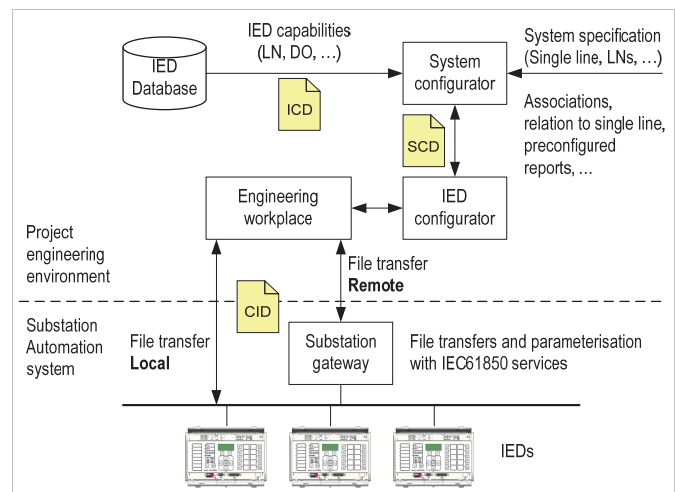 IED capabilities
(LN, DO, …)
System specification
(Single line, LNs, …)
IED
Database
System
configurator
ICD
Associations,
relation to single line,
preconfigured
reports, …
SCD
Engineering
workplace
IED
configurator
Project
engineering
environment
File transfer
Remote
CID
Substation
Automation
system
File transfer
Local
Substation
gateway
File transfers and parameterisation
with IEC61850 services
IEDs